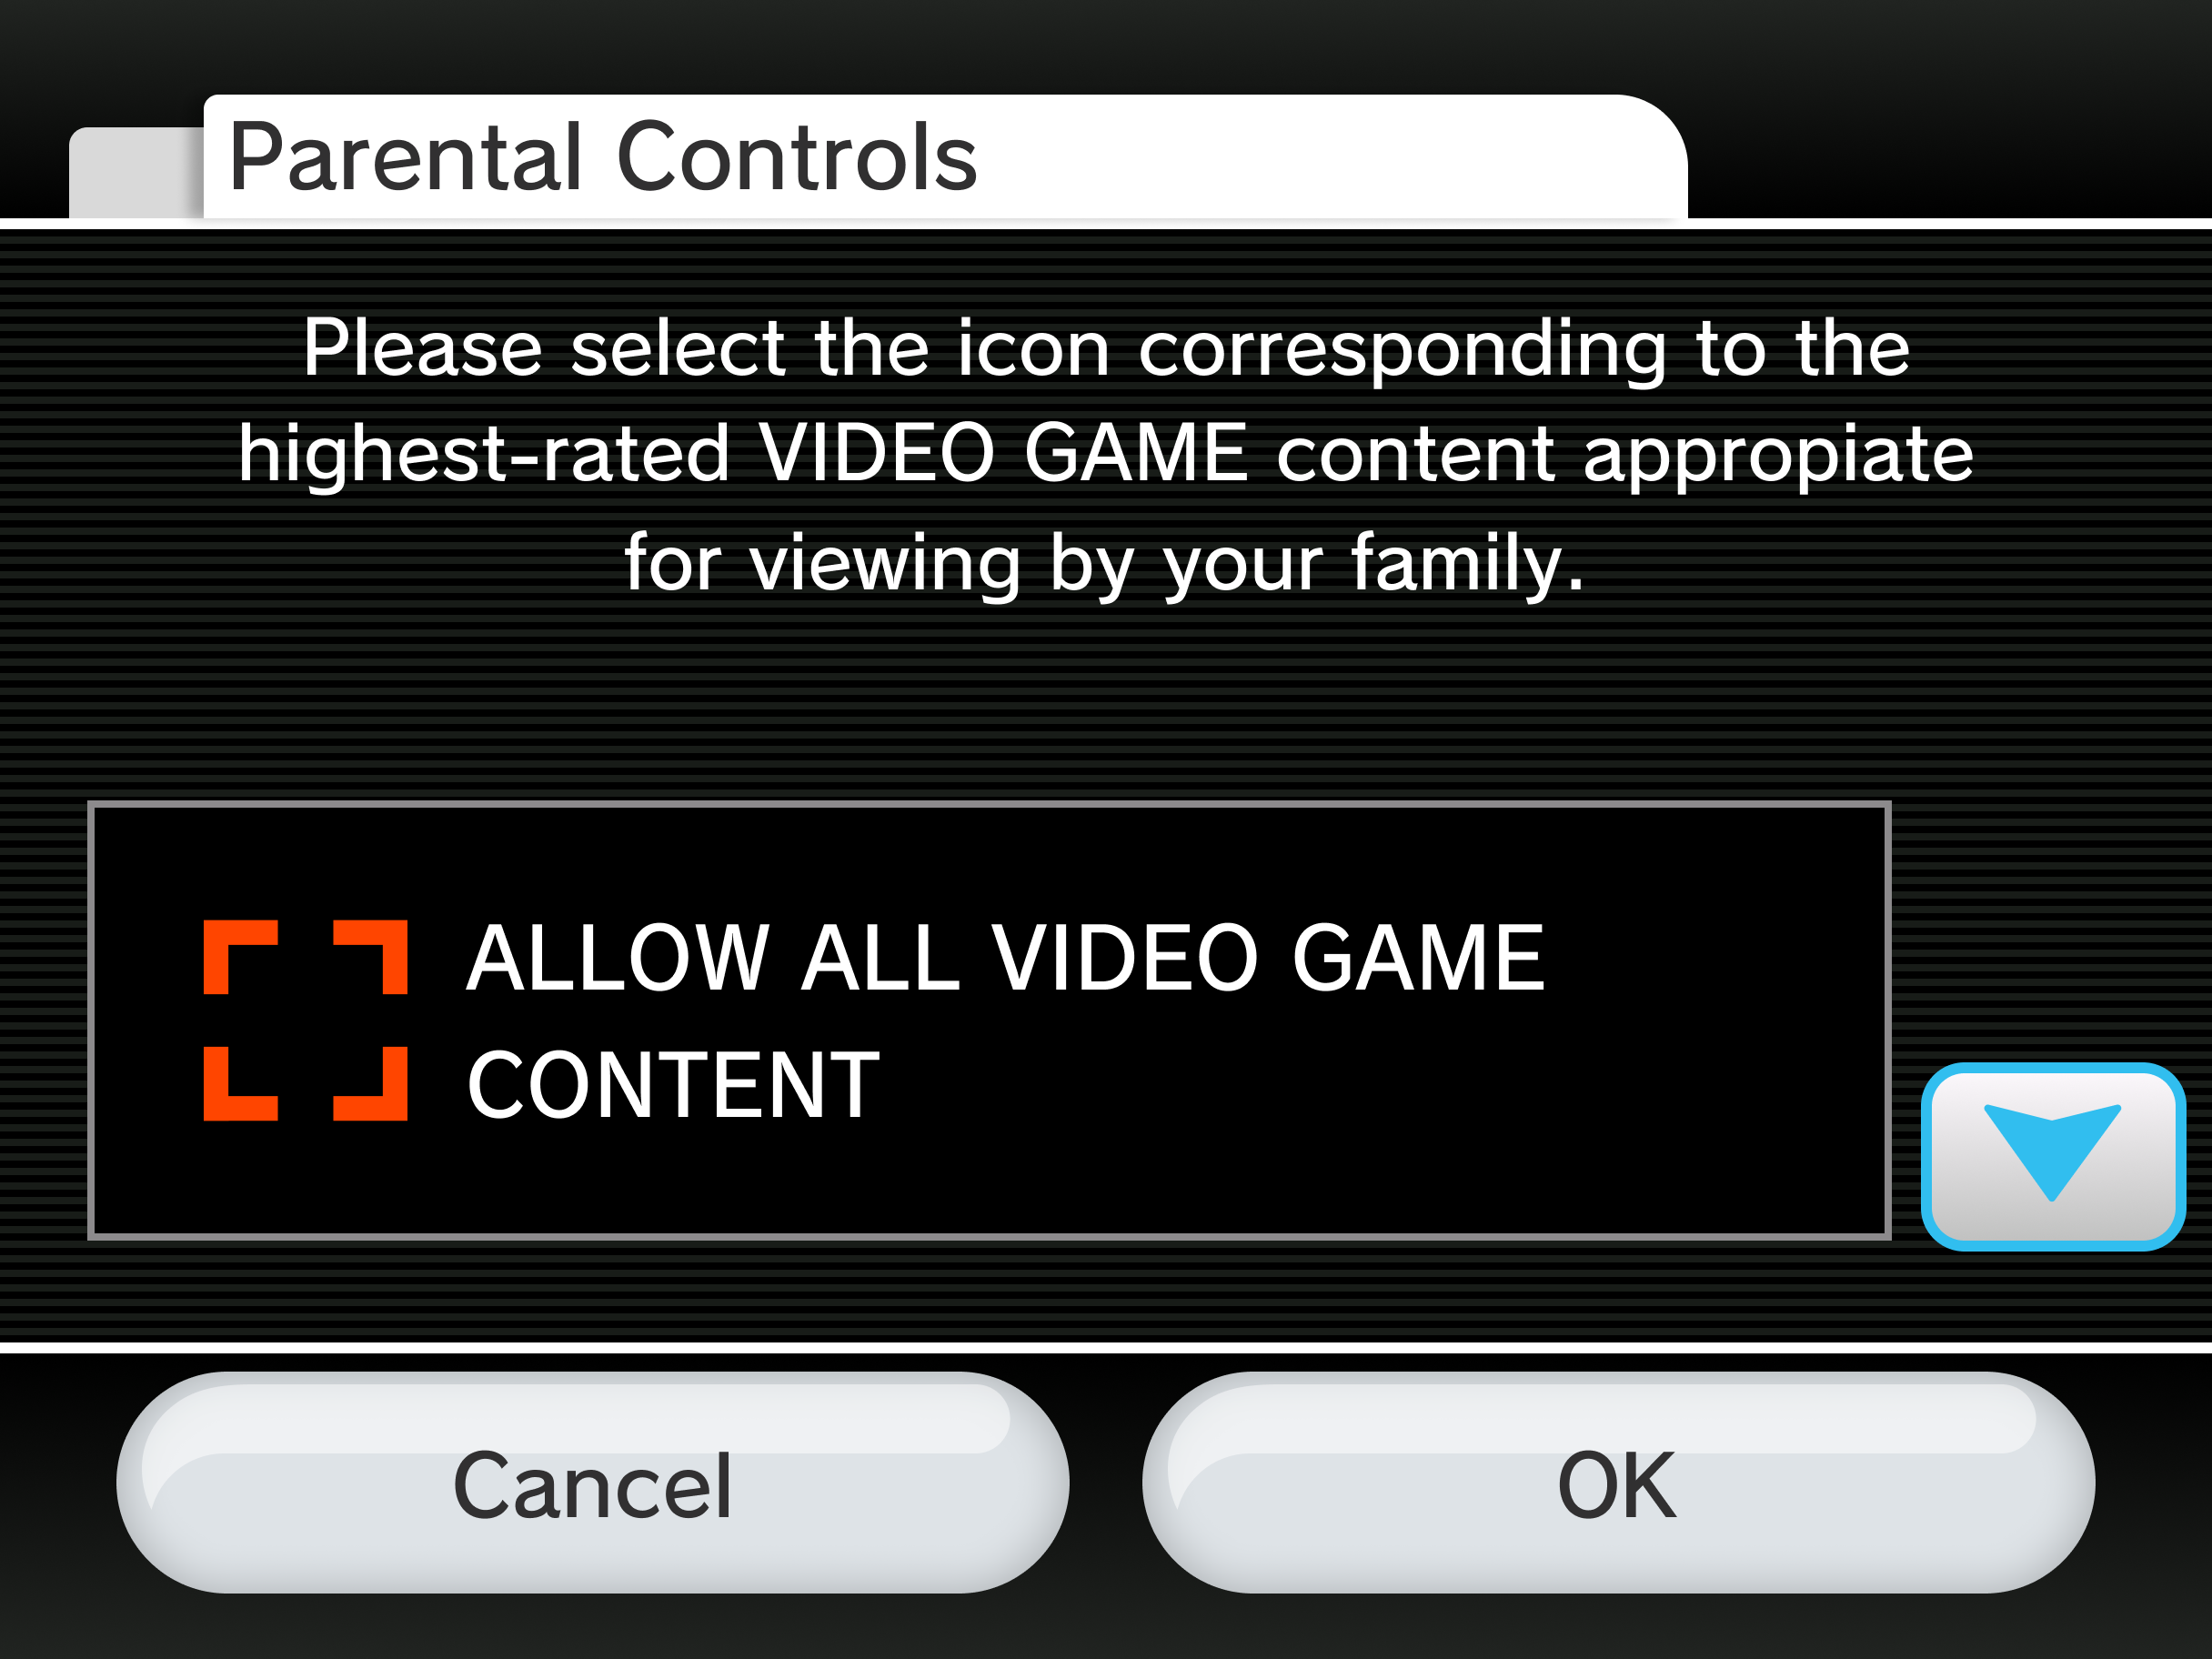 Parental Controls
Please select the icon corresponding to the
highest-rated VIDEO GAME content appropiate
for viewing by your family.
ALLOW ALL VIDEO GAME
CONTENT
Cancel
OK